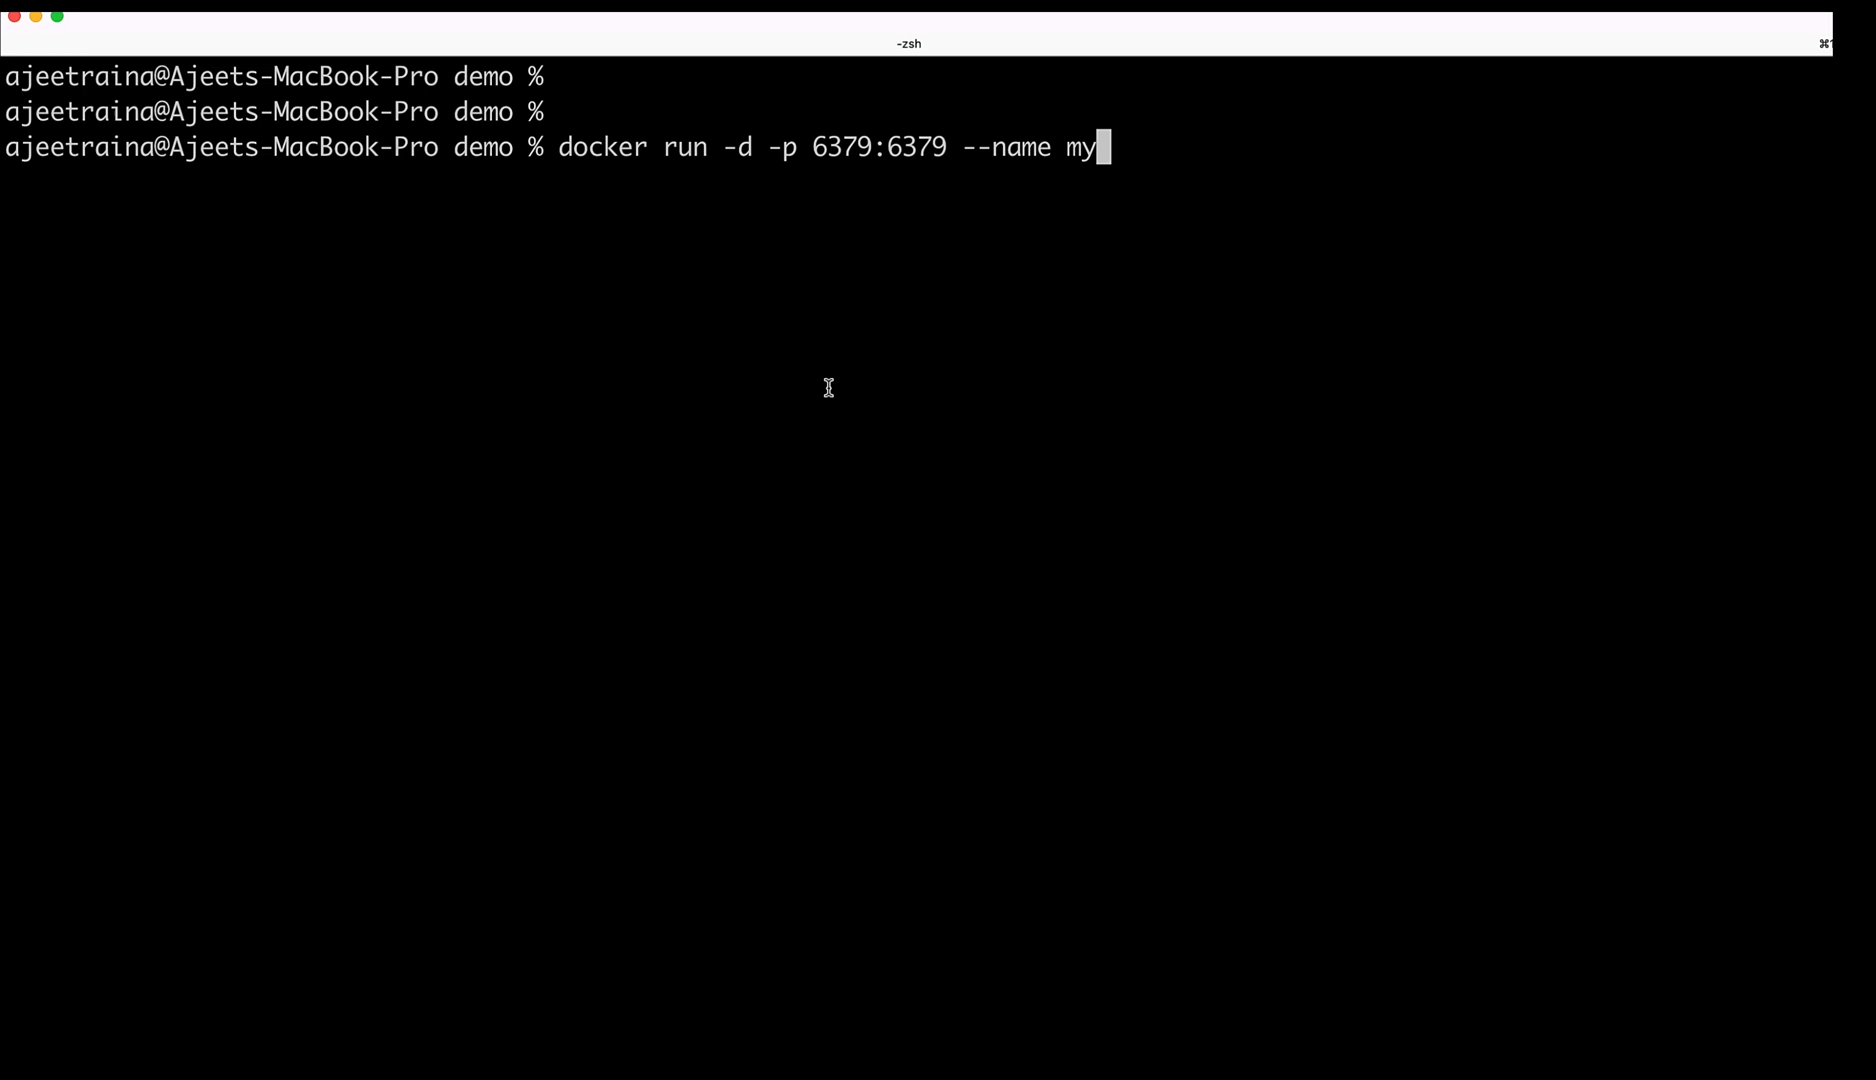 -zsh
ajeetraina@Ajeets-MacBook-Pro demo %
ajeetraina@Ajeets-MacBook-Pro demo %
ajeetraina@Ajeets-MacBook-Pro demo % docker run -d -p 6379:6379 --name my